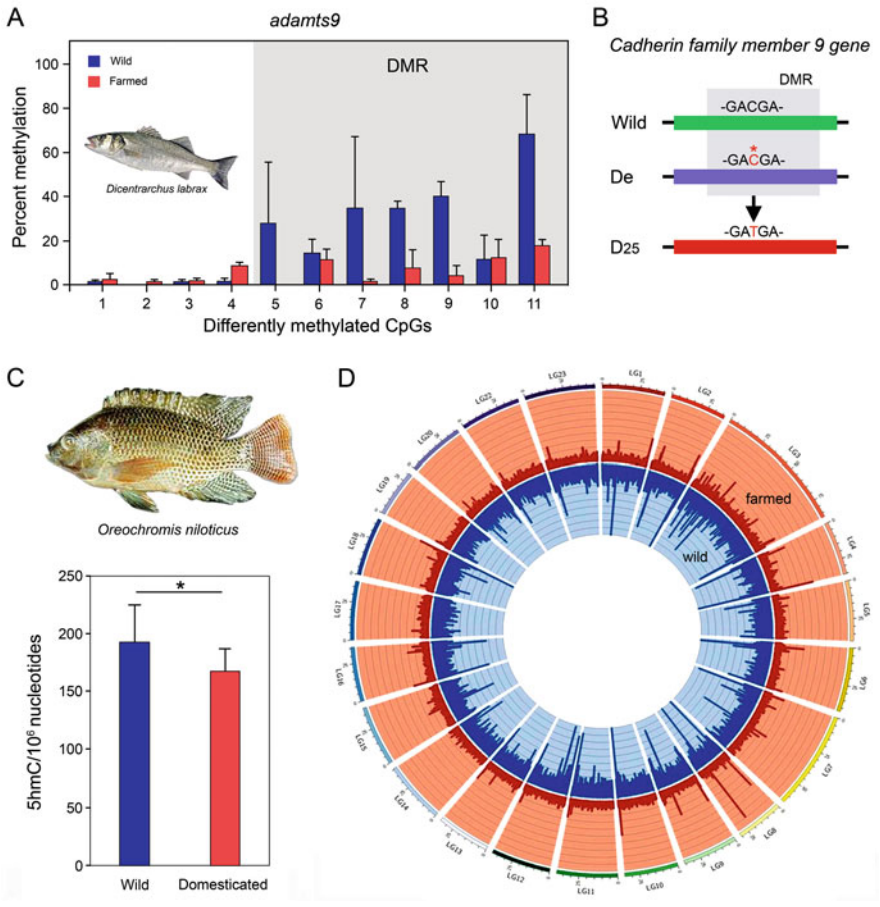 A
adamts9
Percent methylation
100
80
60
40
20
0
Wild
Farmed
DMR
Dicentrarchus labrax
1 2 3 4 5 6 7 8 9 10 11
Differently methylated CpGs
B
Cadherin family member 9 gene
DMR
-GACGA-
Wild
*
-GACGA-
De
-GATGA-
D25
C
Oreochromis niloticus
5hmC/10⁶ nucleotides
250
200
150
100
50
0
*
Wild Domesticated
D
LG1
LG2
LG3
LG4
LG5
LG6
LG7
LG8
LG9
LG10
LG11
LG12
LG13
LG14
LG15
LG16
LG17
LG18
LG19
LG20
LG22
LG23
farmed
wild